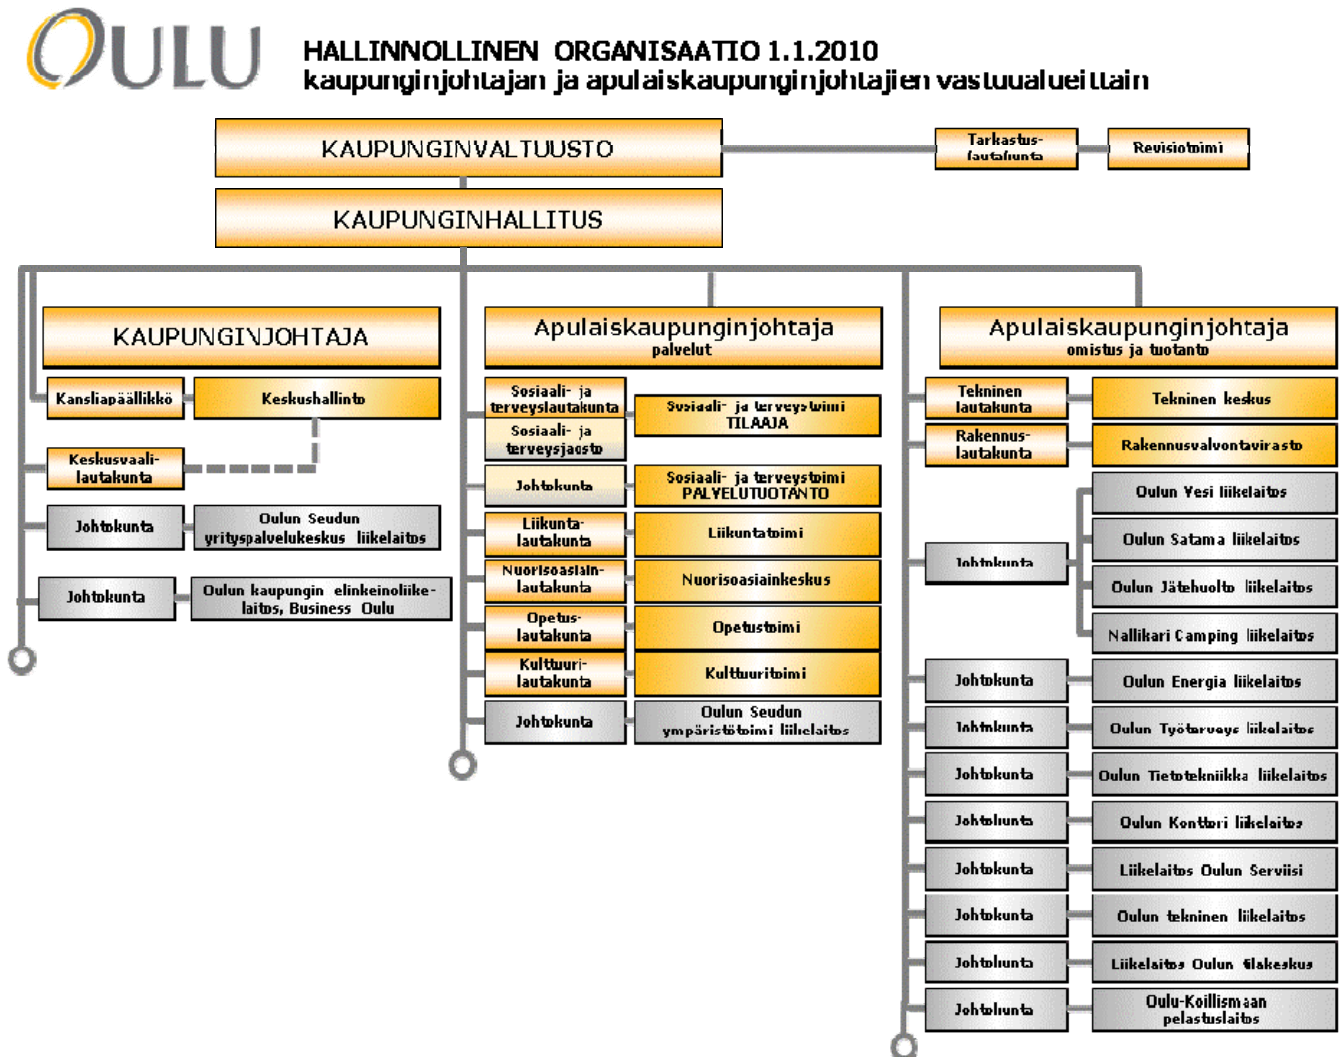 OULU
HALLINNOLLINEN ORGANISAATIO 1.1.2010
kaupunginjohtajan ja apulaiskaupunginjohtajien vastuualueittain
KAUPUNGINVALTUUSTO
Tarkastus-
lautakunta
Revisiotoimi
KAUPUNGINHALLITUS
KAUPUNGINJOHTAJA
Kansliapäällikkö
Keskushallinto
Keskusvaali-
lautakunta
Johtokunta
Oulun Seudun
yrityspalvelukeskus liikelaitos
Johtokunta
Oulun kaupungin elinkeinoliike-
laitos, Business Oulu
Apulaiskaupunginjohtaja
palvelut
Sosiaali- ja
terveyslautakunta
Sosiaali- ja
terveysjaosto
Sosiaali- ja terveystoimi
TILAAJA
Johtokunta
Sosiaali- ja terveystoimi
PALVELUTUOTANTO
Liikunta-
lautakunta
Liikuntatoimi
Nuorisoasiain-
lautakunta
Nuorisoasiainkeskus
Opetus-
lautakunta
Opetustoimi
Kulttuuri-
lautakunta
Kulttuuritoimi
Johtokunta
Oulun Seudun
ympäristötoimi liikelaitos
Apulaiskaupunginjohtaja
omistus ja tuotanto
Tekninen
lautakunta
Tekninen keskus
Rakennus-
lautakunta
Rakennusvalvontavirasto
Johtokunta
Oulun Vesi liikelaitos
Oulun Satama liikelaitos
Oulun Jätehuolto liikelaitos
Nallikari Camping liikelaitos
Johtokunta
Oulun Energia liikelaitos
Johtokunta
Oulun Työterveys liikelaitos
Johtokunta
Oulun Tietotekniikka liikelaitos
Johtokunta
Oulun Konttori liikelaitos
Johtokunta
Liikelaitos Oulun Serviisi
Johtokunta
Oulun tekninen liikelaitos
Johtokunta
Liikelaitos Oulun tilakeskus
Johtokunta
Oulu-Koillismaan
pelastuslaitos